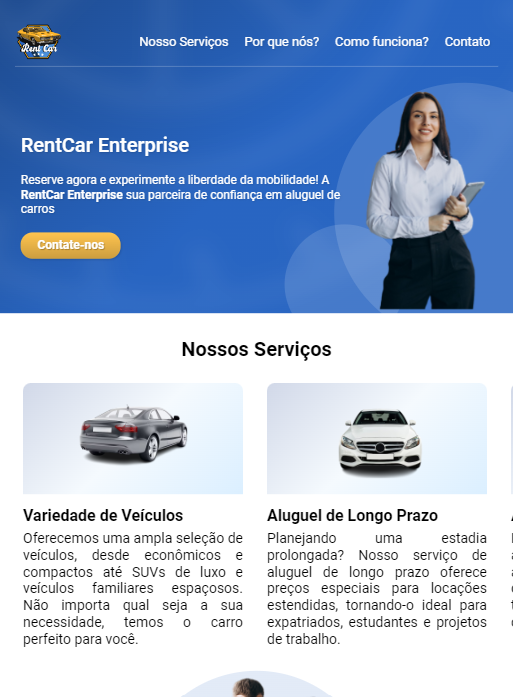 Rent Car
Nosso Serviços
Por que nós?
Como funciona?
Contato
RentCar Enterprise
Reserve agora e experimente a liberdade da mobilidade! A
RentCar Enterprise sua parceira de confiança em aluguel de
carros
Contate-nos
Nossos Serviços
Variedade de Veículos
Oferecemos uma ampla seleção de
veículos, desde econômicos e
compactos até SUVs de luxo e
veículos familiares espaçosos.
Não importa qual seja a sua
necessidade, temos o carro
perfeito para você.
Aluguel de Longo Prazo
Planejando uma estadia
prolongada? Nosso serviço de
aluguel de longo prazo oferece
preços especiais para locações
estendidas, tornando-o ideal para
expatriados, estudantes e projetos
de trabalho.